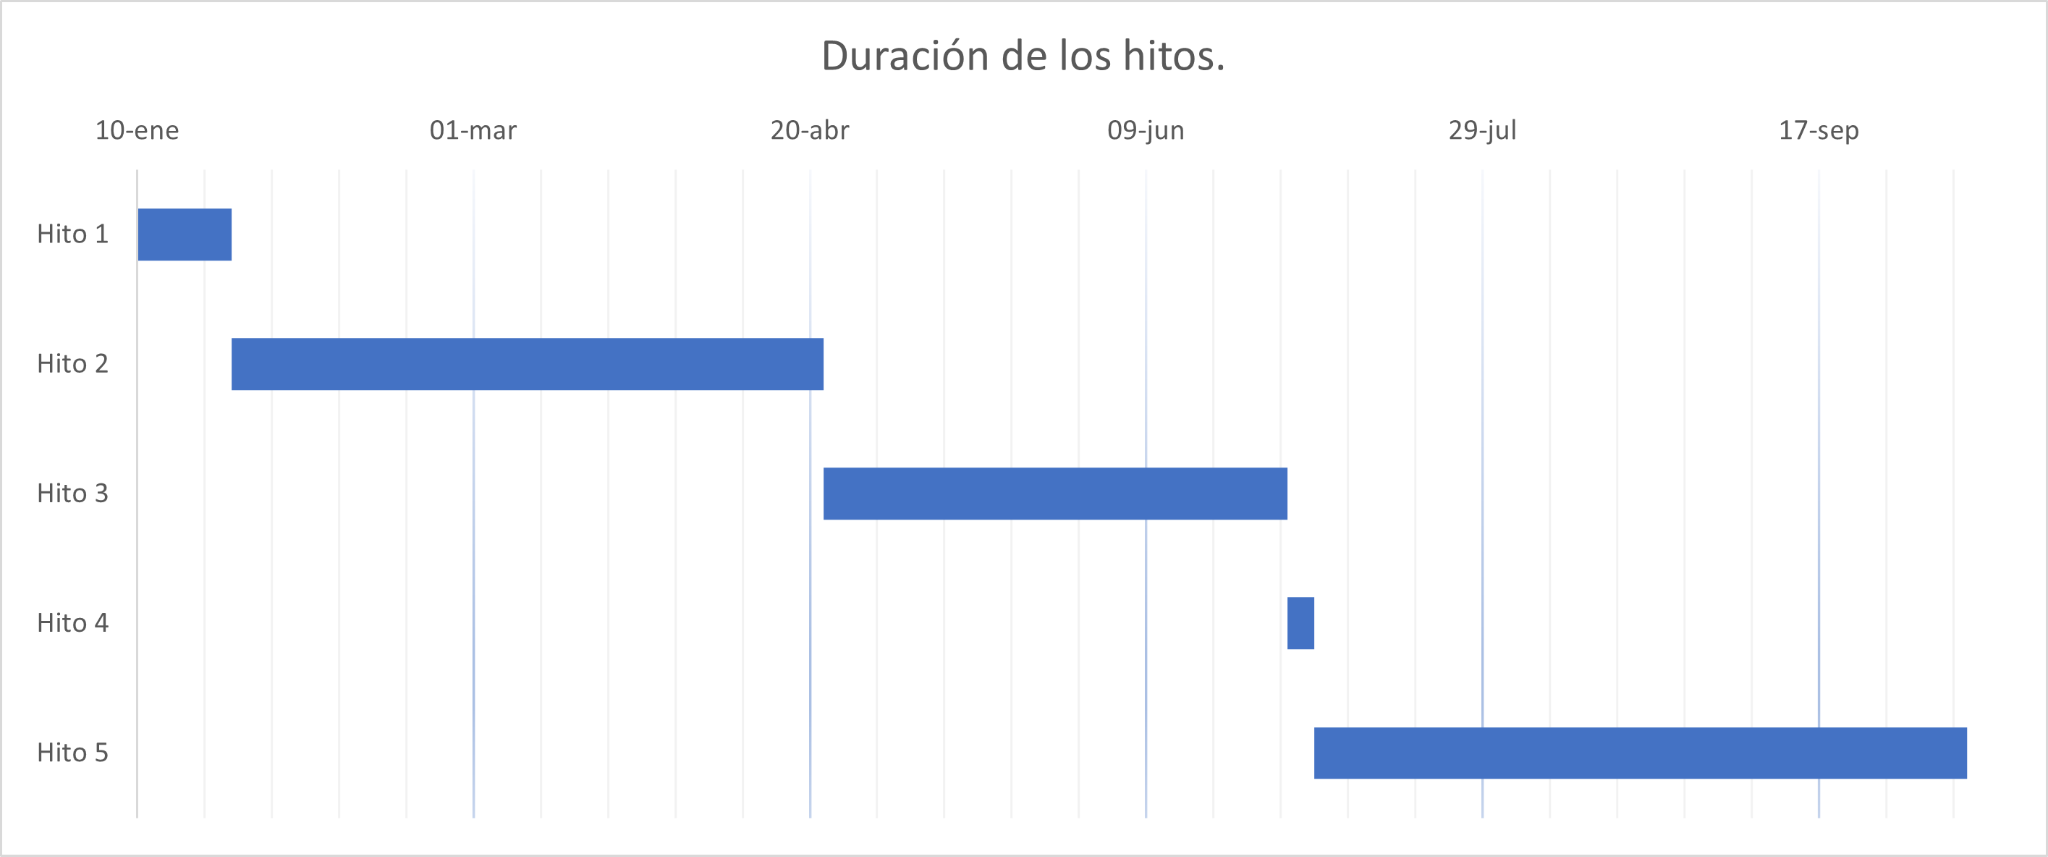 Duración de los hitos.
10-ene 01-mar 20-abr 09-jun 29-jul 17-sep
Hito 1
Hito 2
Hito 3
Hito 4
Hito 5